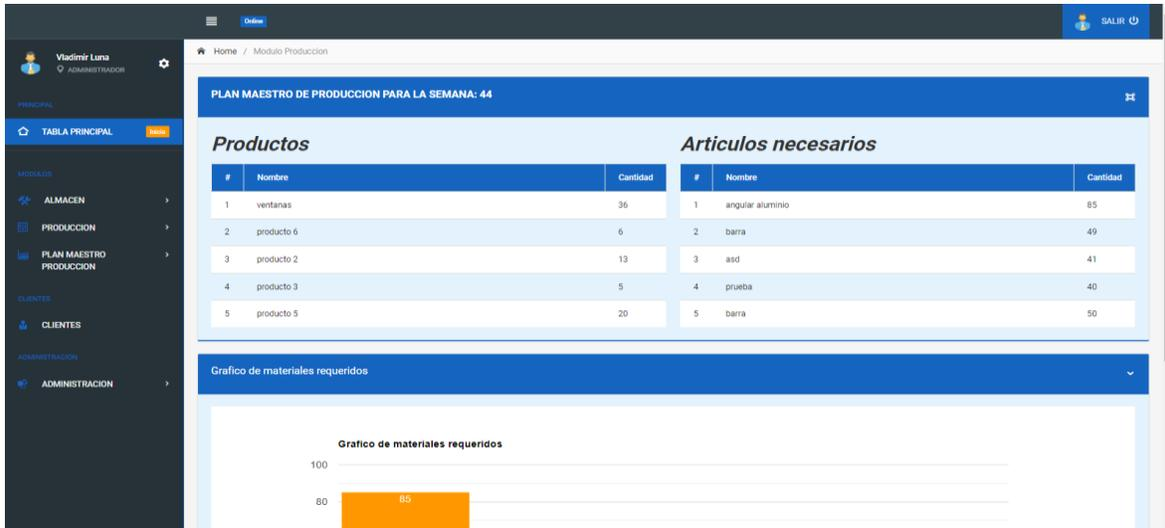 Online
SALIR
Vladimir Luna
ADMINISTRADOR
PRINCIPAL
TABLA PRINCIPAL Inicio
MODULOS
ALMACEN
PRODUCCION
PLAN MAESTRO
PRODUCCION
CLIENTES
CLIENTES
ADMINISTRACION
ADMINISTRACION
Home / Modulo Produccion
PLAN MAESTRO DE PRODUCCION PARA LA SEMANA: 44
Productos
# Nombre Cantidad
1 ventanas 36
2 producto 6 6
3 producto 2 13
4 producto 3 5
5 producto 5 20
Articulos necesarios
# Nombre Cantidad
1 angular aluminio 85
2 barra 49
3 asd 41
4 prueba 40
5 barra 50
Grafico de materiales requeridos
Grafico de materiales requeridos
100
80
85